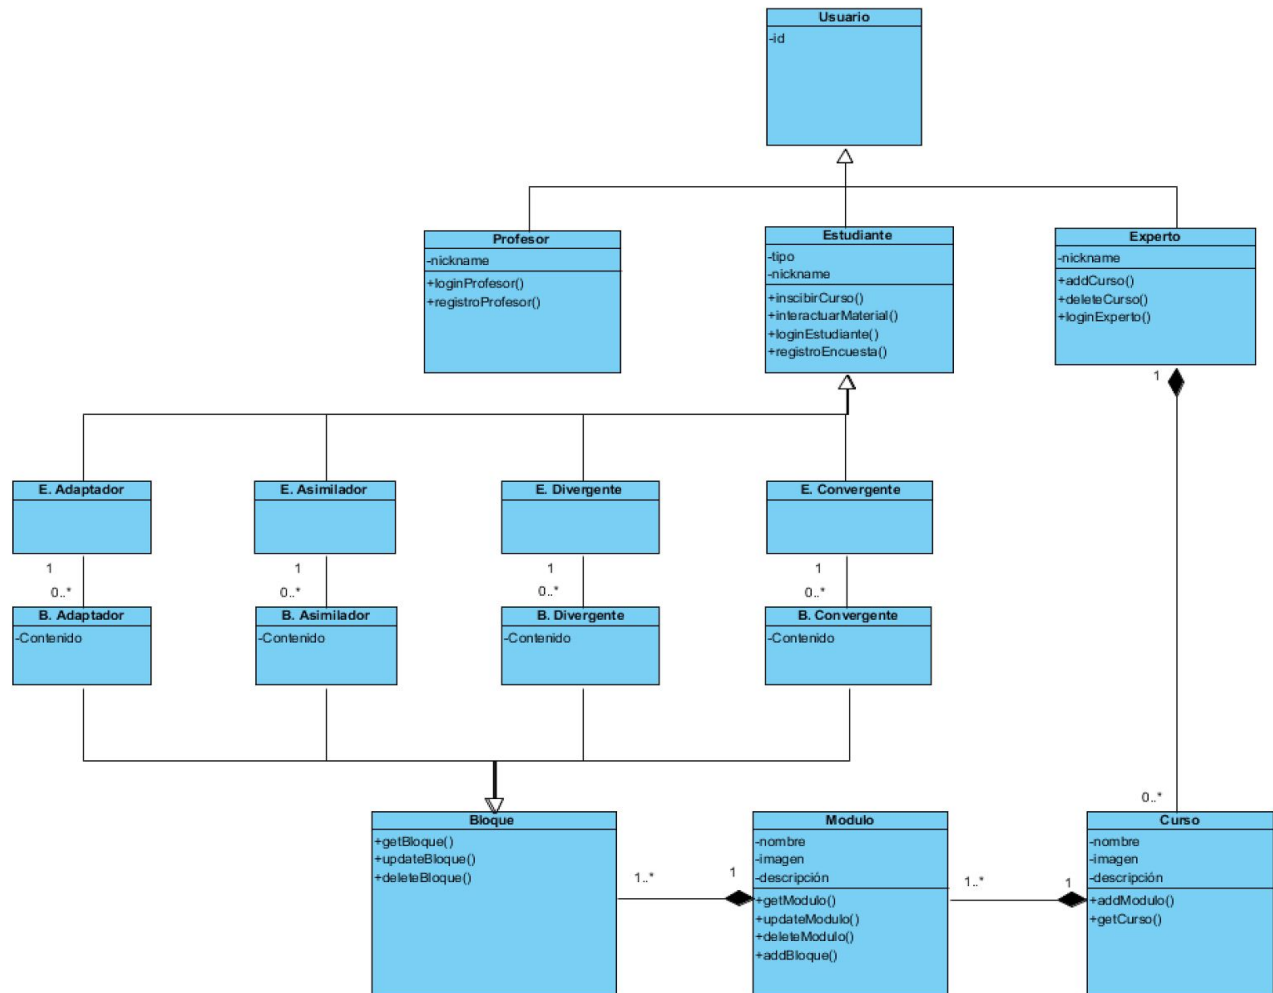 Usuario
-id
Profesor
-nickname
+loginProfesor()
+registroProfesor()
Estudiante
-tipo
-nickname
+inscibirCurso()
+interactuarMaterial()
+loginEstudiante()
+registroEncuesta()
Experto
-nickname
+addCurso()
+deleteCurso()
+loginExperto()
1
E. Adaptador
E. Asimilador
E. Divergente
E. Convergente
1
0..*
1
0..*
1
0..*
1
0..*
B. Adaptador
-Contenido
B. Asimilador
-Contenido
B. Divergente
-Contenido
B. Convergente
-Contenido
0..*
Bloque
+getBloque()
+updateBloque()
+deleteBloque()
1..*
1
Modulo
-nombre
-imagen
-descripción
+getModulo()
+updateModulo()
+deleteModulo()
+addBloque()
1..*
1
Curso
-nombre
-imagen
-descripción
+addModulo()
+getCurso()